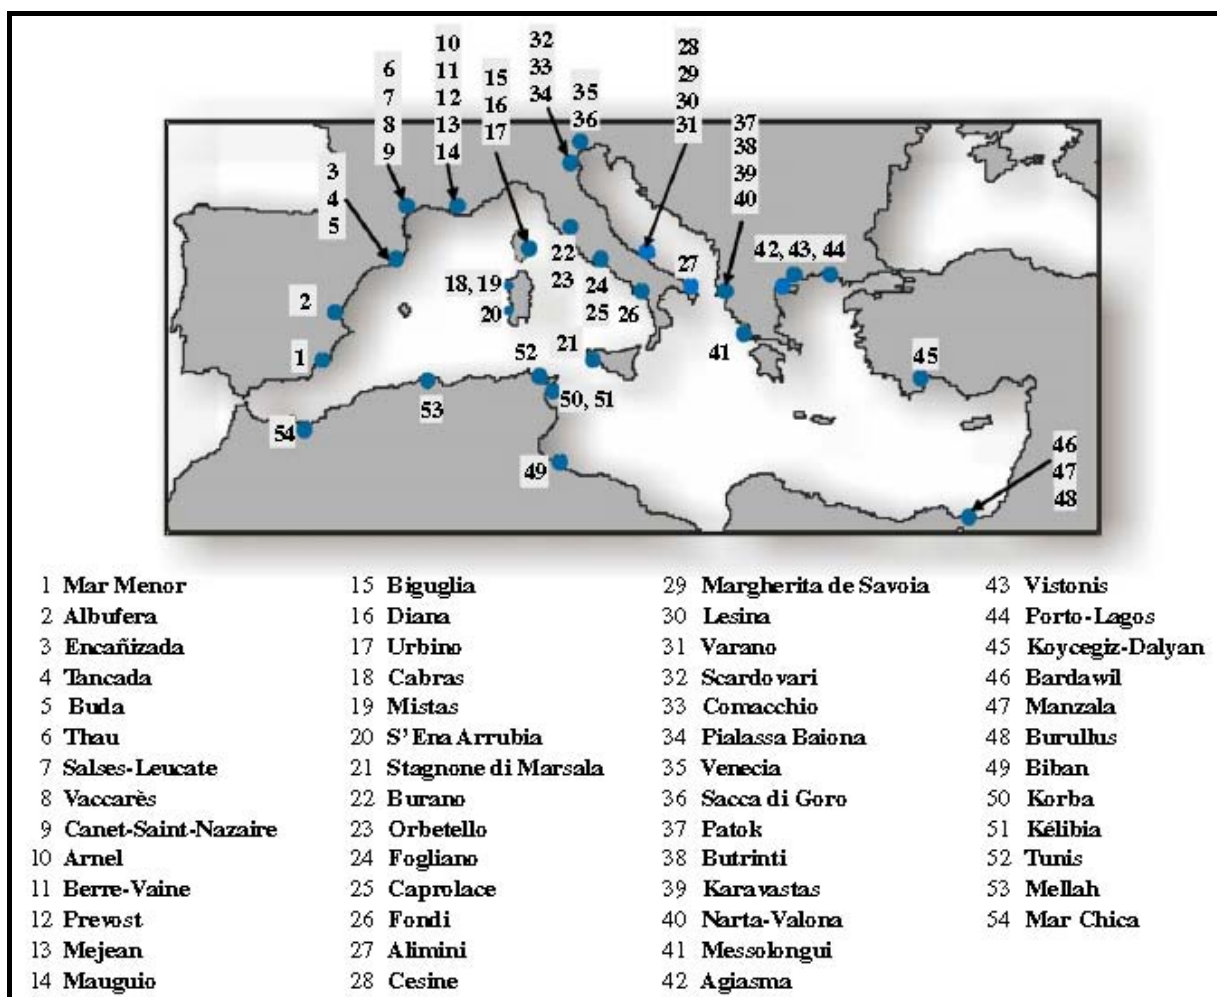 10
11
12
13
14
32
33
34
28
29
30
31
6
7
8
9
15
16
17
35
36
37
38
39
40
3
4
5
22
23
24
25
26
27
42, 43, 44
18, 19
20
2
1
21
41
45
52
50, 51
53
54
49
46
47
48
1 Mar Menor
2 Albufera
3 Encañizada
4 Tancada
5 Buda
6 Thau
7 Salses-Leucate
8 Vaccarès
9 Canet-Saint-Nazaire
10 Arnel
11 Berre-Vaine
12 Prevost
13 Mejean
14 Mauguio
15 Biguglia
16 Diana
17 Urbino
18 Cabras
19 Mistas
20 S'Ena Arrubia
21 Stagnone di Marsala
22 Burano
23 Orbetello
24 Fogliano
25 Caprolace
26 Fondi
27 Alimini
28 Cesine
29 Margherita de Savoia
30 Lesina
31 Varano
32 Scardovari
33 Comacchio
34 Pialassa Baiona
35 Venecia
36 Sacca di Goro
37 Patok
38 Butrinti
39 Karavastas
40 Narta-Valona
41 Messolongui
42 Agiasma
43 Vistonis
44 Porto-Lagos
45 Koycegiz-Dalyan
46 Bardawil
47 Manzala
48 Burullus
49 Biban
50 Korba
51 Kélibia
52 Tunis
53 Mellah
54 Mar Chica